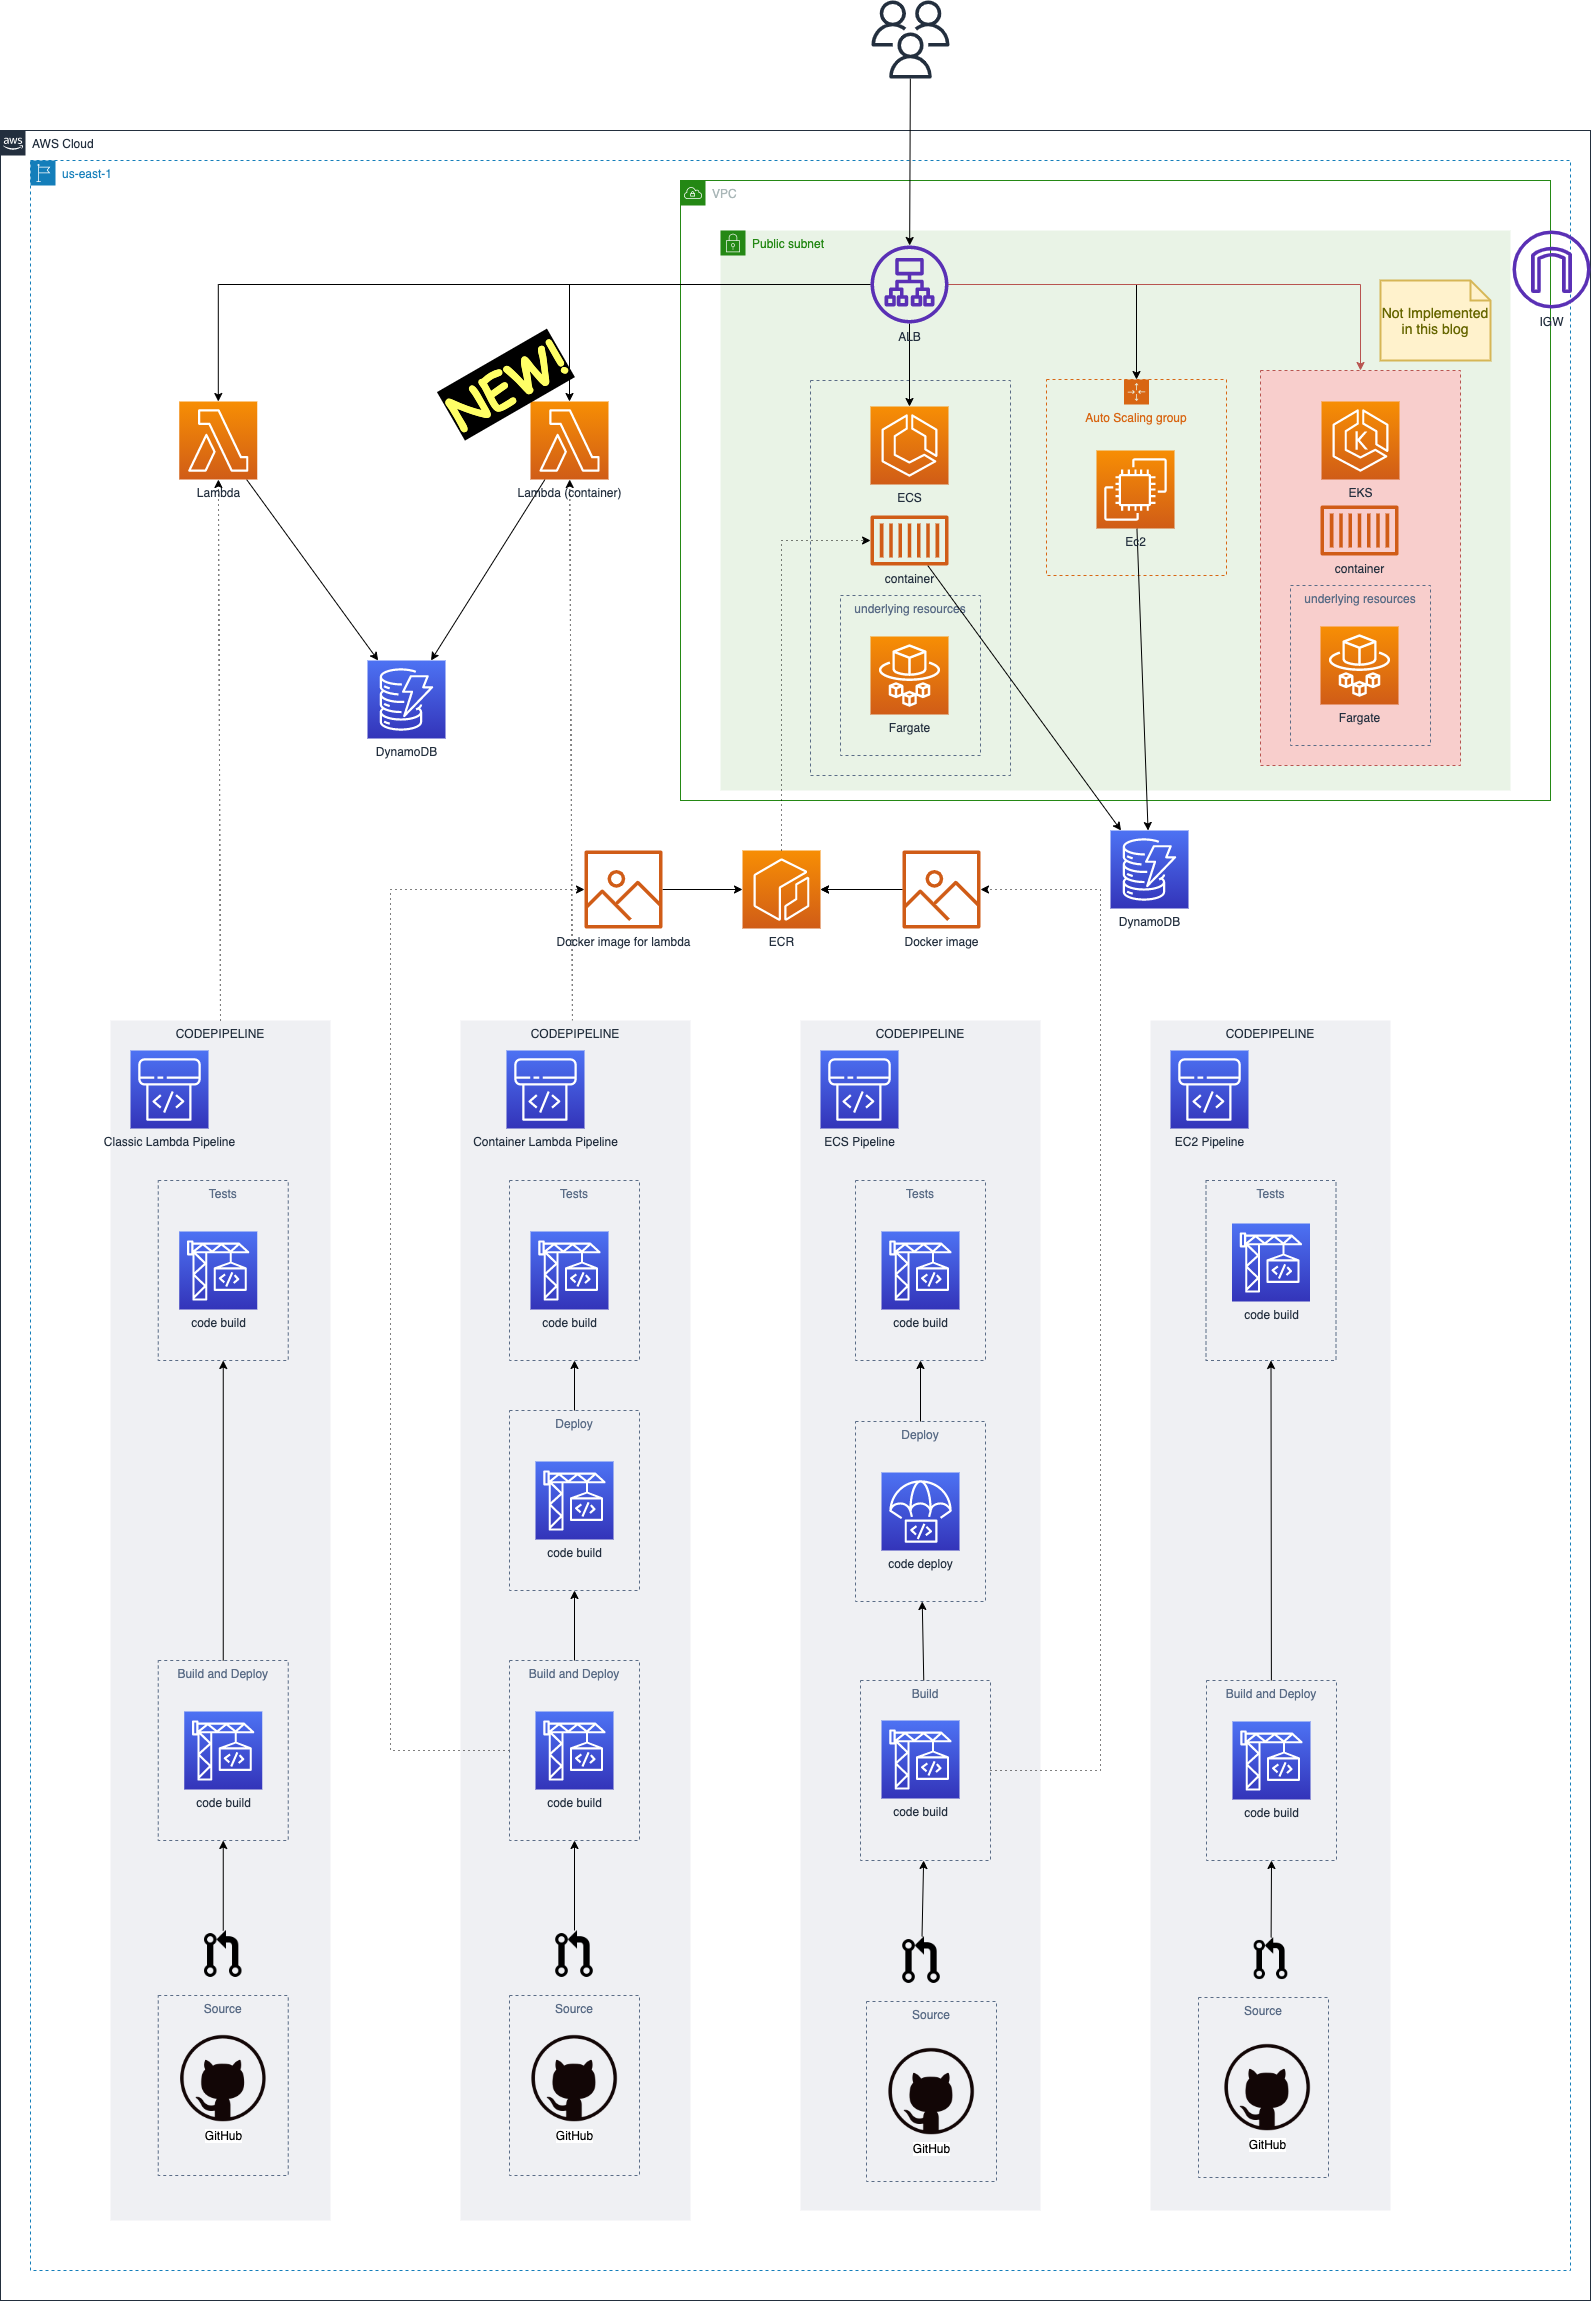 aws
AWS Cloud
us-east-1
VPC
Public subnet
ALB
IGW
Not Implemented
in this blog
NEW!
Lambda
Lambda (container)
ECS
container
underlying resources
Fargate
Auto Scaling group
Ec2
K
EKS
container
underlying resources
Fargate
DynamoDB
Docker image for lambda
ECR
Docker image
DynamoDB
CODEPIPELINE
Classic Lambda Pipeline
Tests
code build
Build and Deploy
code build
Source
GitHub
CODEPIPELINE
Container Lambda Pipeline
Tests
code build
Deploy
code build
Build and Deploy
code build
Source
GitHub
CODEPIPELINE
ECS Pipeline
Tests
code build
Deploy
code deploy
Build
code build
Source
GitHub
CODEPIPELINE
EC2 Pipeline
Tests
code build
Build and Deploy
code build
Source
GitHub